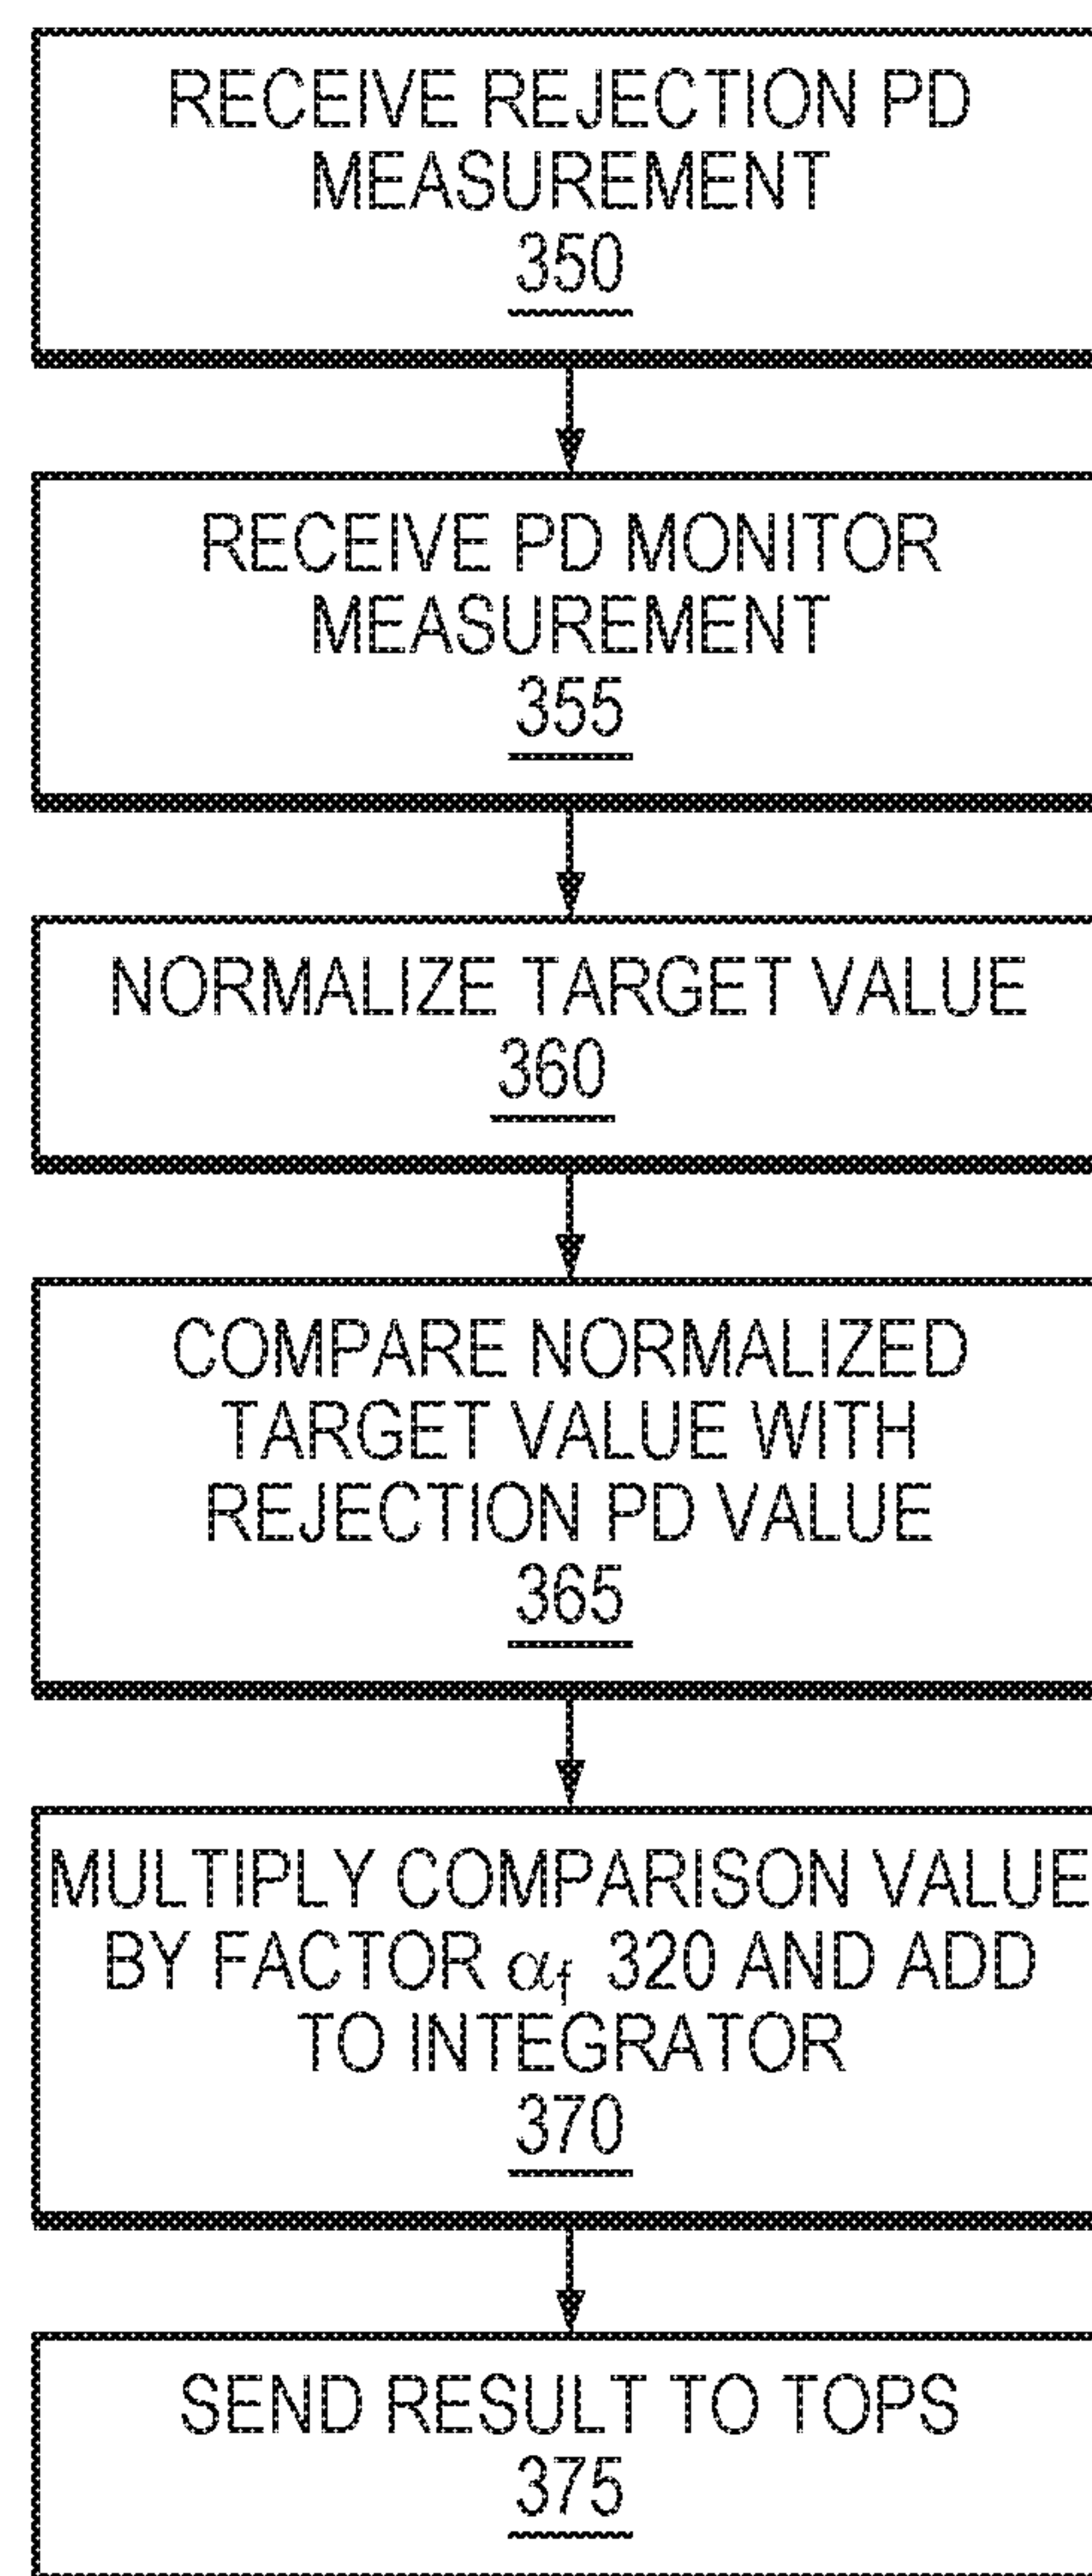 RECEIVE REJECTION PD
MEASUREMENT
350
RECEIVE PD MONITOR
MEASUREMENT
355
NORMALIZE TARGET VALUE
360
COMPARE NORMALIZED
TARGET VALUE WITH
REJECTION PD VALUE
365
MULTIPLY COMPARISON VALUE
BY FACTOR αf 320 AND ADD
TO INTEGRATOR
370
SEND RESULT TO TOPS
375